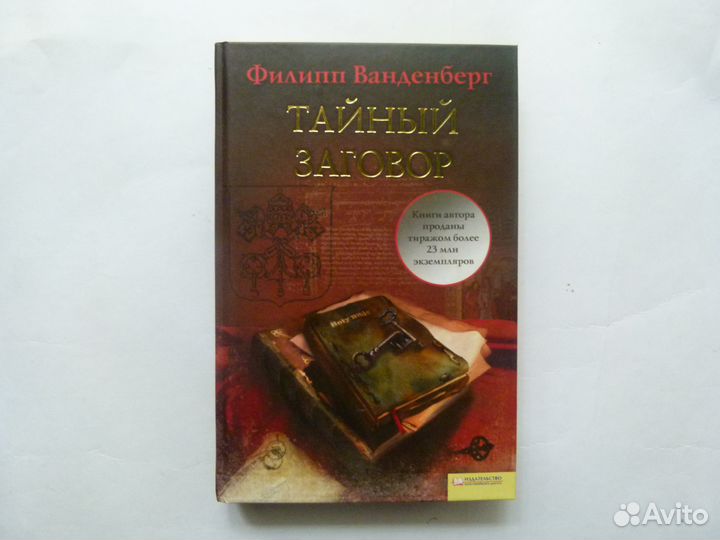 Филипп Ванденберг
ТАЙНЫЙ
ЗАГОВОР
Книги автора
проданы
тиражом более
23 млн
экземпляров
Holy Bible
ИЗДАТЕЛЬСТВО
Avito